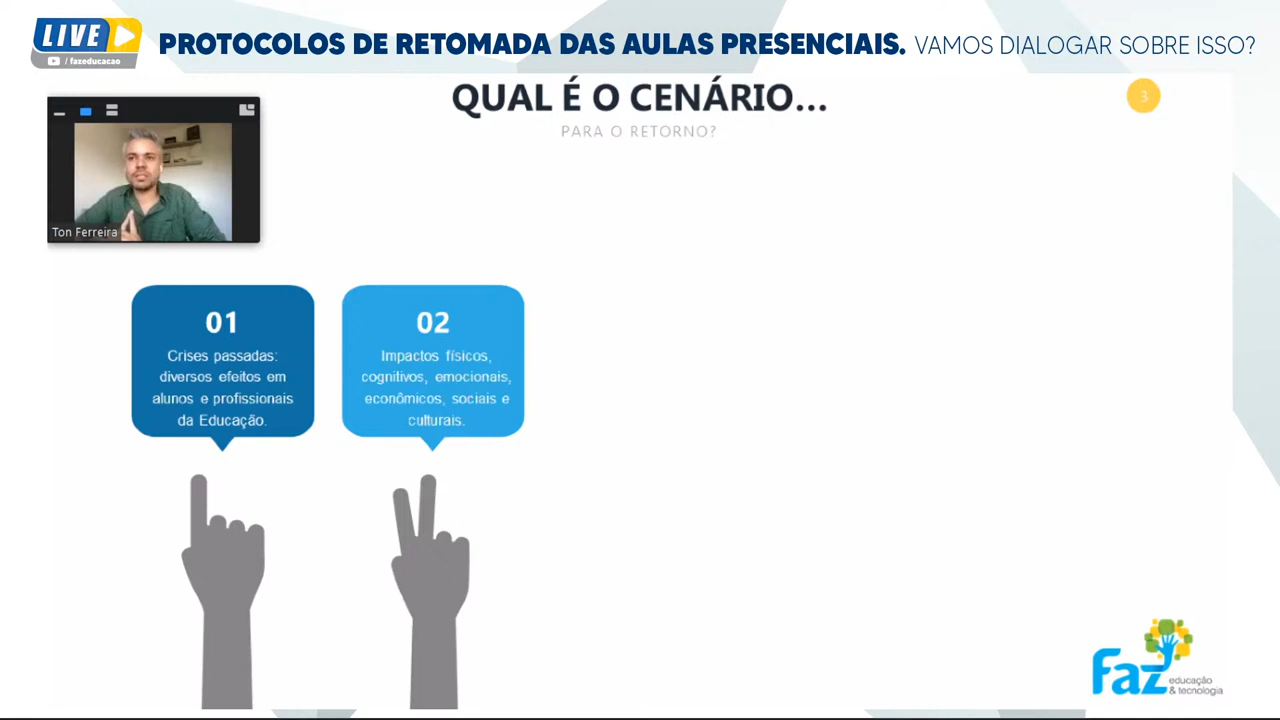 LIVE
/fazeducacao
PROTOCOLOS DE RETOMADA DAS AULAS PRESENCIAIS. VAMOS DIALOGAR SOBRE ISSO?
QUAL É O CENÁRIO...
3
PARA O RETORNO?
Ton Ferreira
01
Crises passadas:
diversos efeitos em
alunos e profissionais
da Educação.
02
Impactos físicos,
cognitivos, emocionais,
econômicos, sociais e
culturais.
Faz
educação
& tecnologia